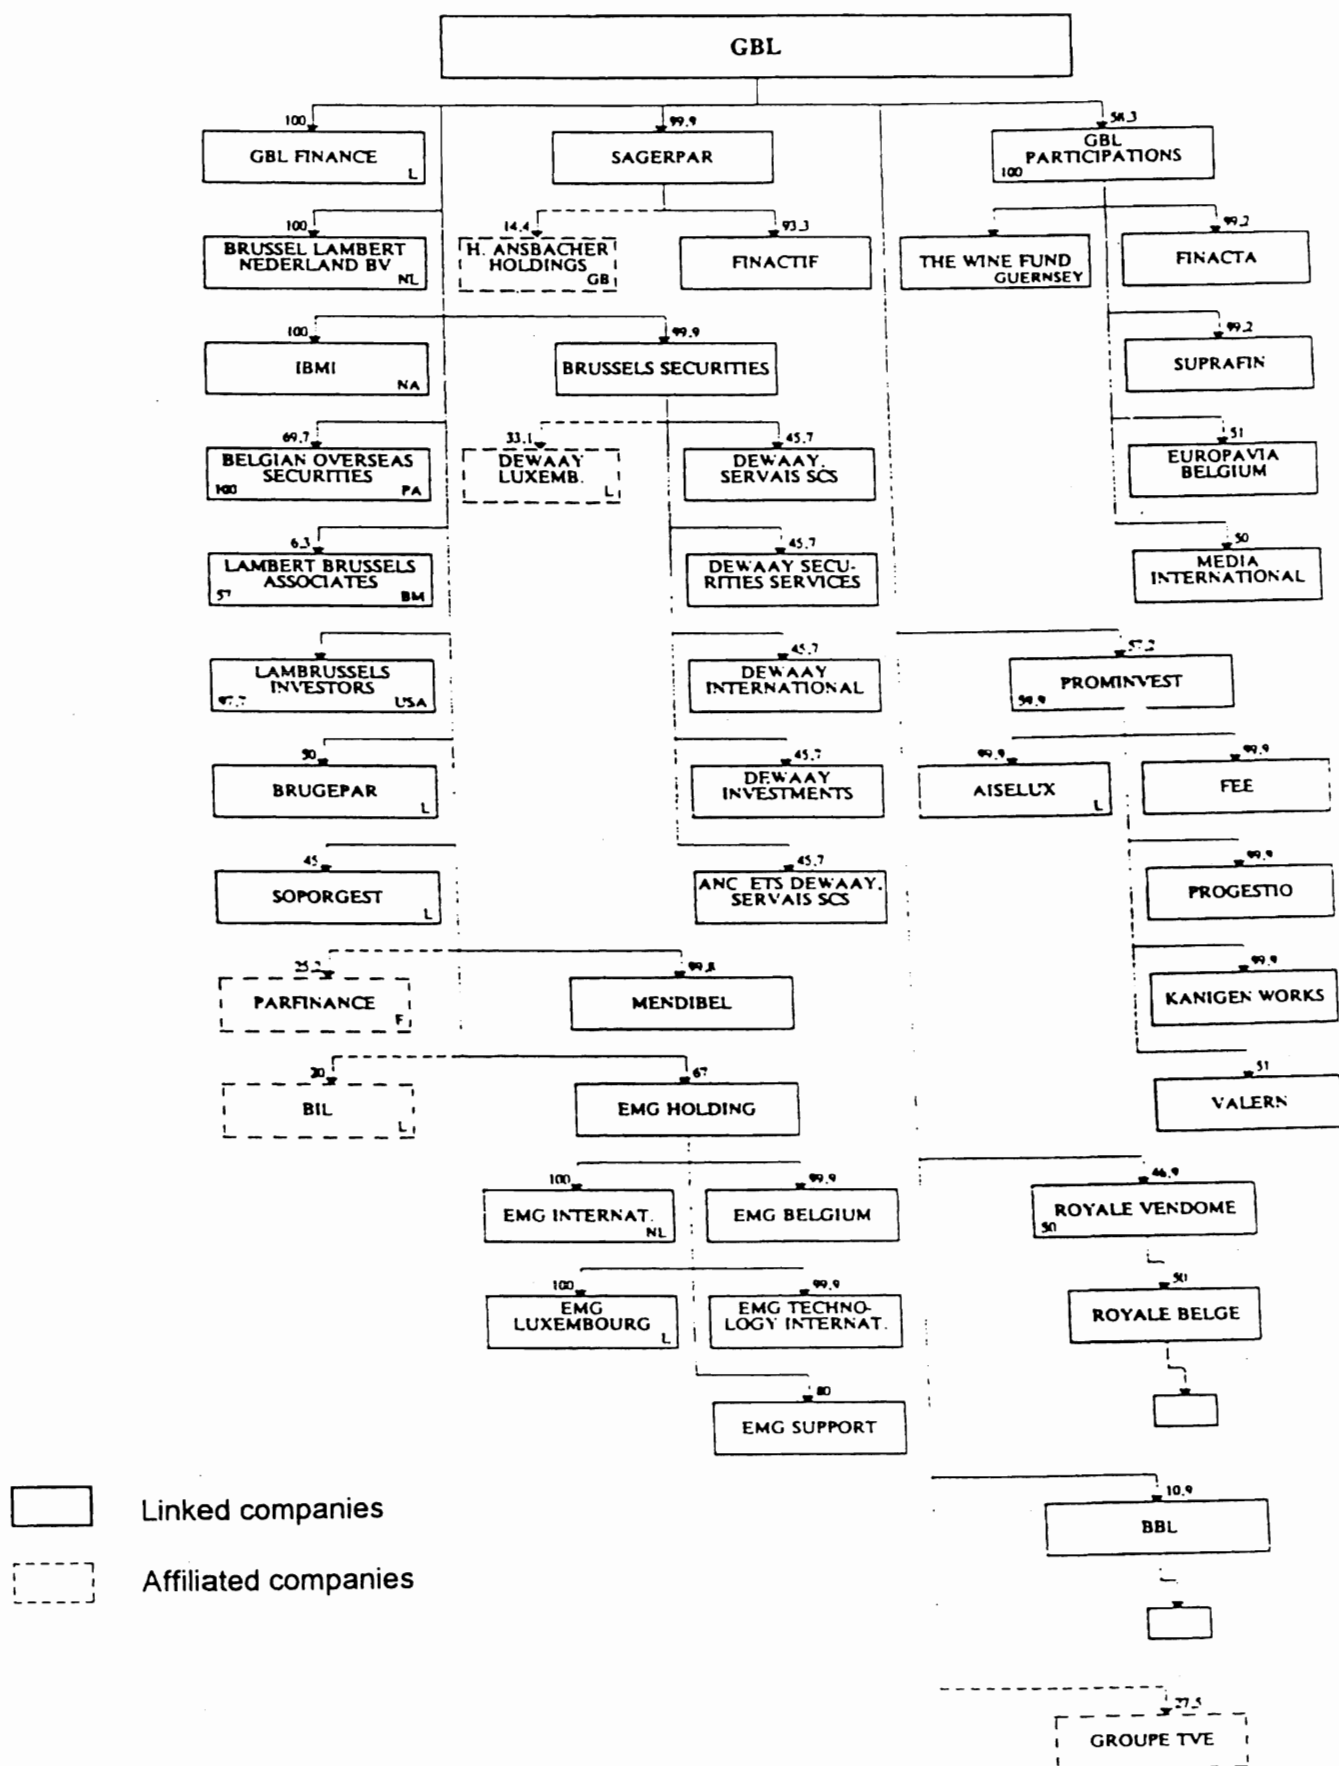 GBL
100
GBL FINANCE
L
99,9
SAGERPAR
58,3
GBL
PARTICIPATIONS
100
100
BRUSSEL LAMBERT
NEDERLAND BV
NL
14,4
H. ANSBACHER
HOLDINGS
GB
93,3
FINACTIF
THE WINE FUND
GUERNSEY
99,2
FINACTA
100
IBMI
NA
99,9
BRUSSELS SECURITIES
99,2
SUPRAFIN
69,7
BELGIAN OVERSEAS
SECURITIES
100
PA
33,1
DEWAAY
LUXEMB.
L
45,7
DEWAAY,
SERVAIS SCS
51
EUROPAVIA
BELGIUM
6,3
LAMBERT BRUSSELS
ASSOCIATES
57
BM
45,7
DEWAAY SECU-
RITIES SERVICES
50
MEDIA
INTERNATIONAL
LAMBRUSSELS
INVESTORS
97,7
USA
45,7
DEWAAY
INTERNATIONAL
57,2
PROMINVEST
59,9
50
BRUGEPAR
L
45,7
DEWAAY
INVESTMENTS
99,9
AISELUX
L
99,9
FEE
45
SOPORGEST
L
45,7
ANC ETS DEWAAY,
SERVAIS SCS
99,9
PROGESTIO
25,2
PARFINANCE
F
99,8
MENDIBEL
99,9
KANIGEN WORKS
20
BIL
L
67
EMG HOLDING
51
VALERN
100
EMG INTERNAT.
NL
99,9
EMG BELGIUM
46,9
ROYALE VENDOME
50
100
EMG
LUXEMBOURG
L
99,9
EMG TECHNO-
LOGY INTERNAT.
50
ROYALE BELGE
80
EMG SUPPORT
Linked companies
10,9
BBL
Affiliated companies
27,5
GROUPE TVE